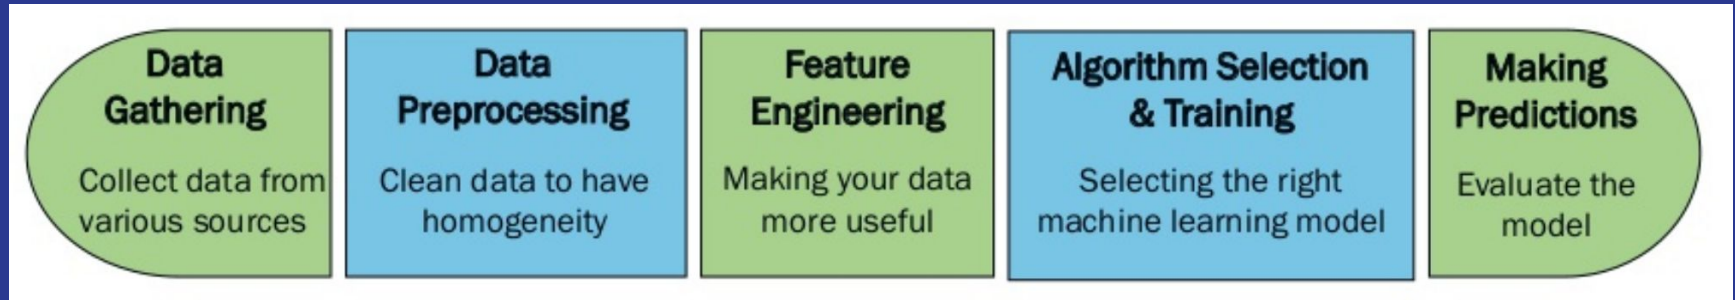 Data
Gathering
Collect data from
various sources
Data
Preprocessing
Clean data to have
homogeneity
Feature
Engineering
Making your data
more useful
Algorithm Selection
& Training
Selecting the right
machine learning model
Making
Predictions
Evaluate the
model